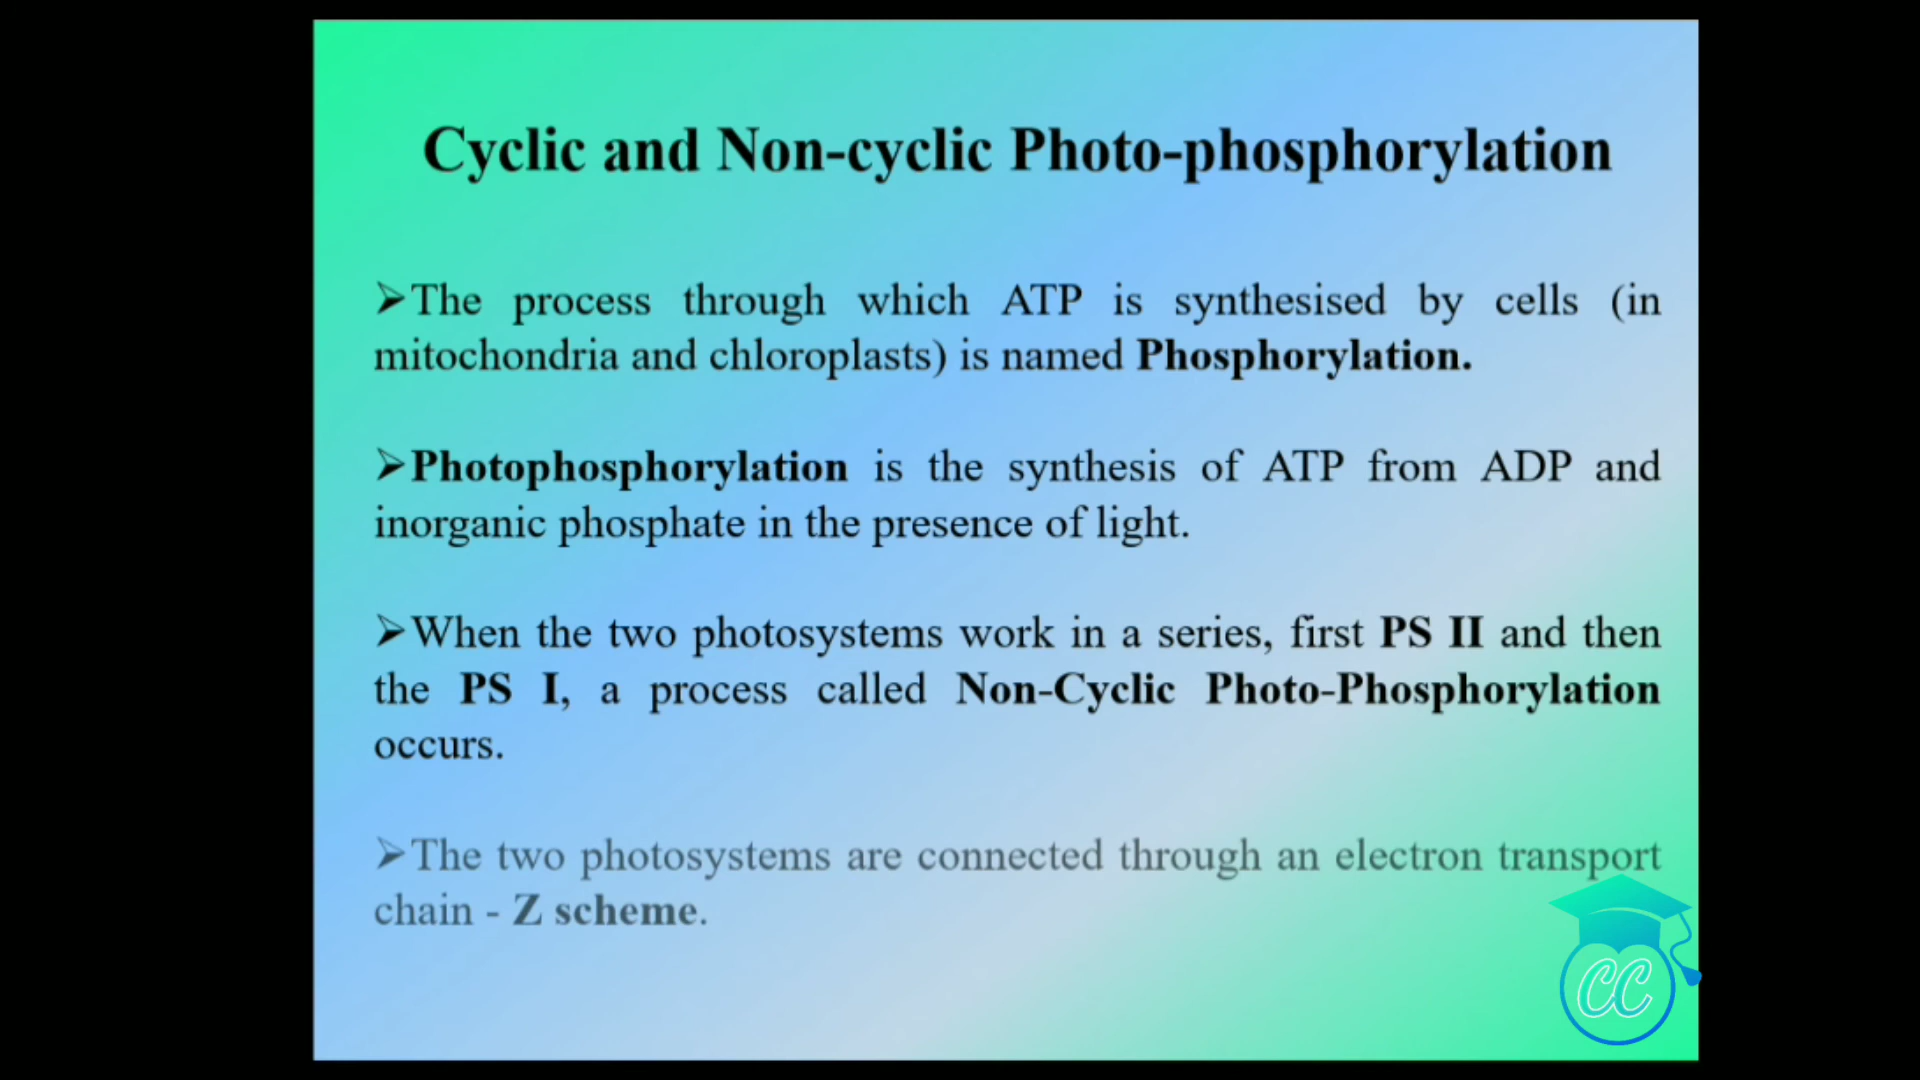 Cyclic and Non-cyclic Photo-phosphorylation
➢The process through which ATP is synthesised by cells (in
mitochondria and chloroplasts) is named Phosphorylation.
➢Photophosphorylation is the synthesis of ATP from ADP and
inorganic phosphate in the presence of light.
➢When the two photosystems work in a series, first PS II and then
the PS I, a process called Non-Cyclic Photo-Phosphorylation
occurs.
➢The two photosystems are connected through an electron transport
chain - Z scheme.
CC